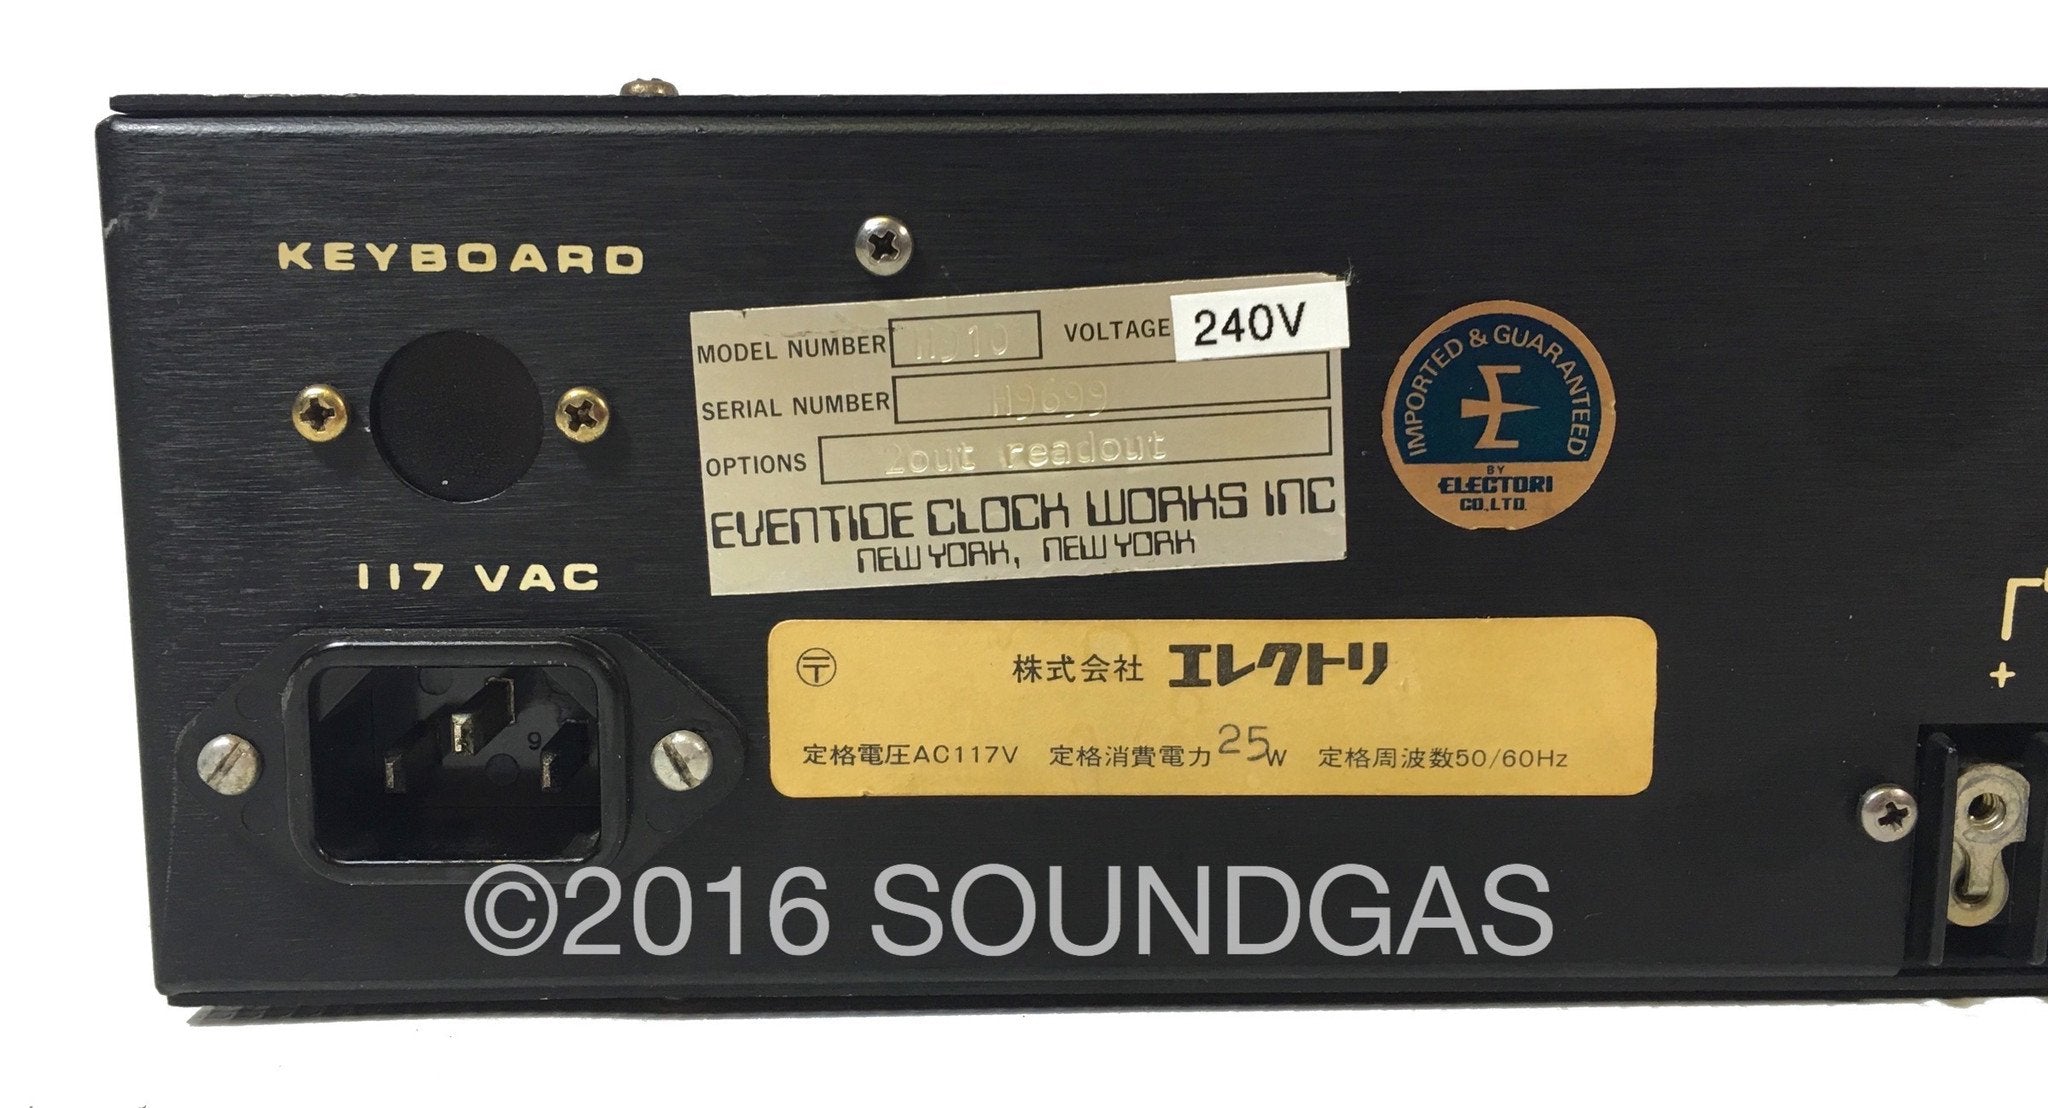 KEYBOARD
MODEL NUMBER H910 VOLTAGE 240V
SERIAL NUMBER H9699
OPTIONS 2out readout
EVENTIDE CLOCK WORKS INC
NEW YORK, NEW YORK
IMPORTED & GUARANTEED
BY
ELECTORI
CO.,LTD.
117 VAC
〒 株式会社 エレクトリ
定格電圧AC117V 定格消費電力25W 定格周波数50/60Hz
+
9
©2016 SOUNDGAS